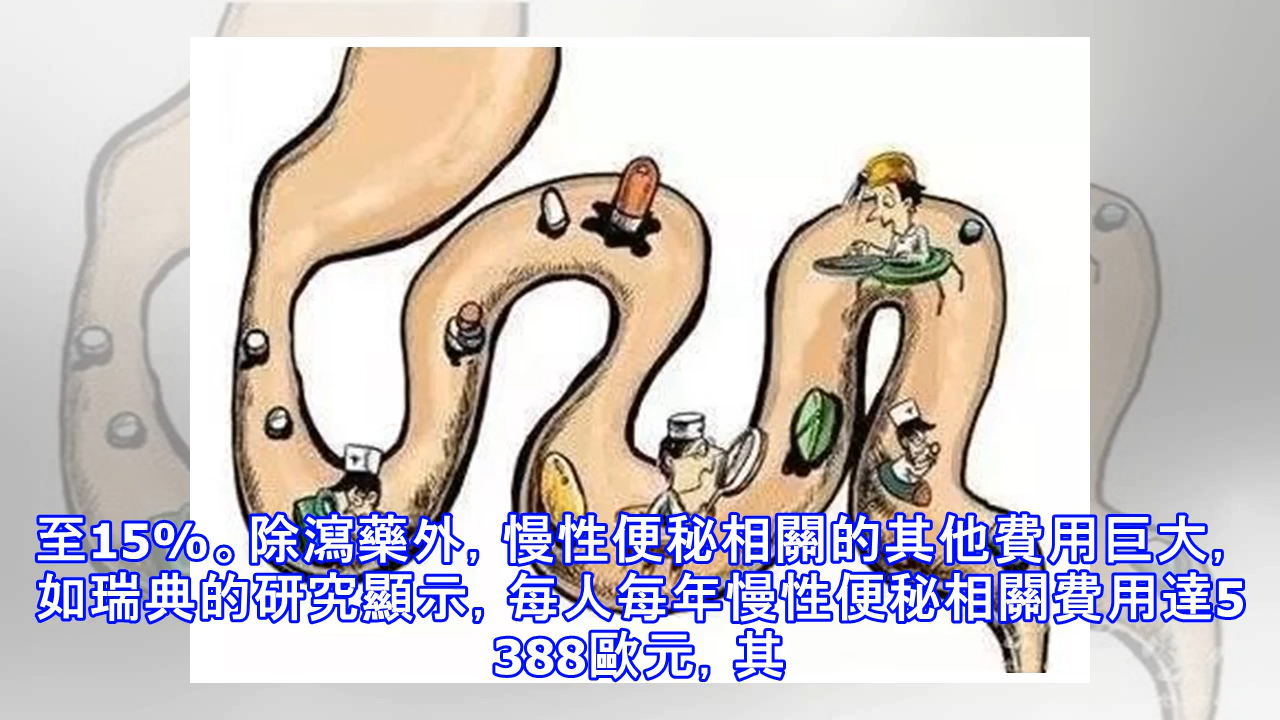 至15%。除瀉藥外，慢性便秘相關的其他費用巨大，
如瑞典的研究顯示，每人每年慢性便秘相關費用達5
388歐元，其